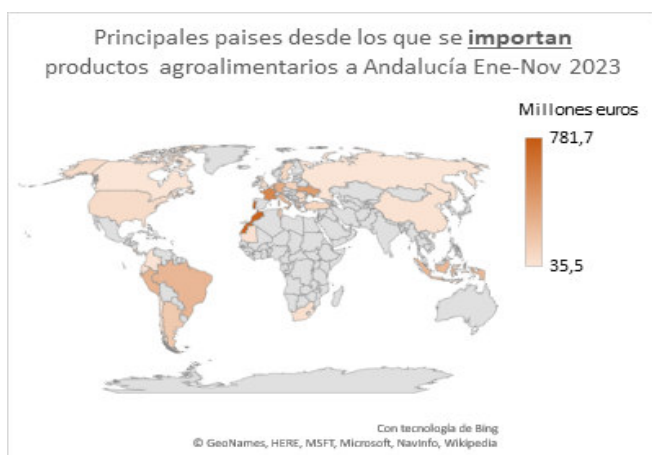 Principales paises desde los que se importan
productos agroalimentarios a Andalucía Ene-Nov 2023
Millones euros
781,7
35,5
Con tecnología de Bing
© GeoNames, HERE, MSFT, Microsoft, NavInfo, Wikipedia